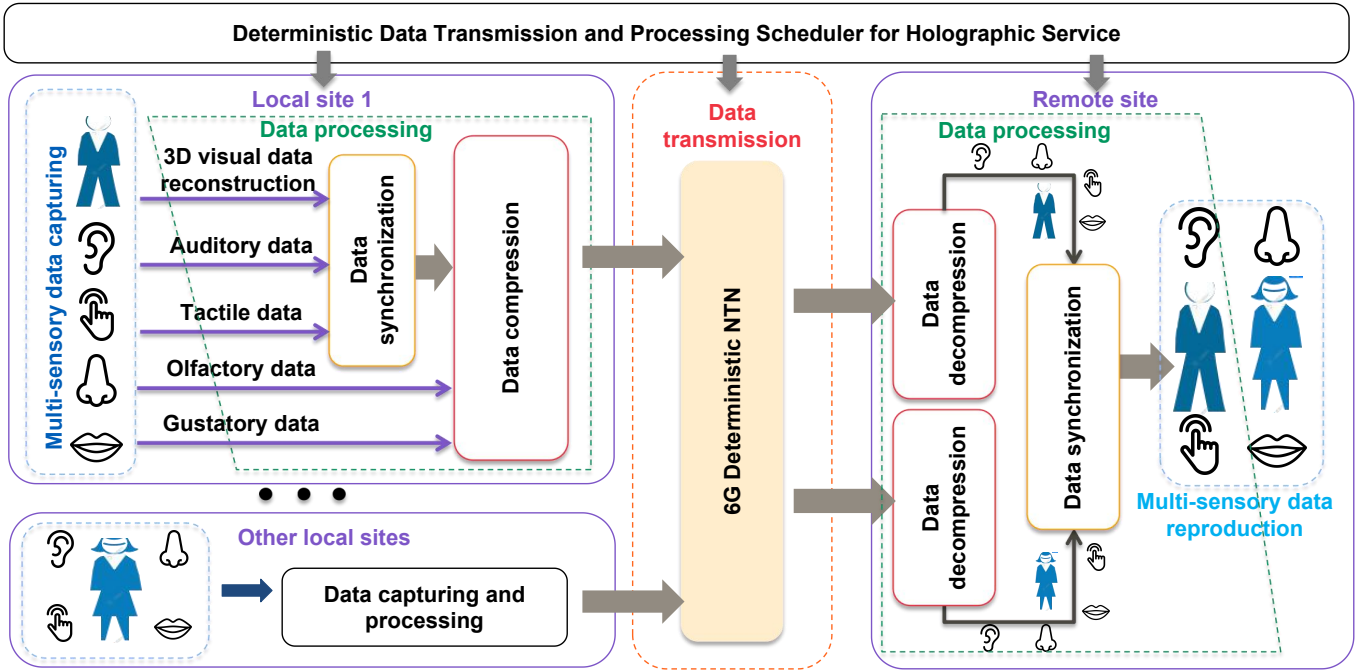 Deterministic Data Transmission and Processing Scheduler for Holographic Service
Local site 1
Multi-sensory data capturing
Data processing
3D visual data
reconstruction
Auditory data
Tactile data
Olfactory data
Gustatory data
Data
synchronization
Data compression
Other local sites
Data capturing and
processing
Data
transmission
6G Deterministic NTN
Remote site
Data processing
Data
decompression
Data
decompression
Data synchronization
Multi-sensory data
reproduction